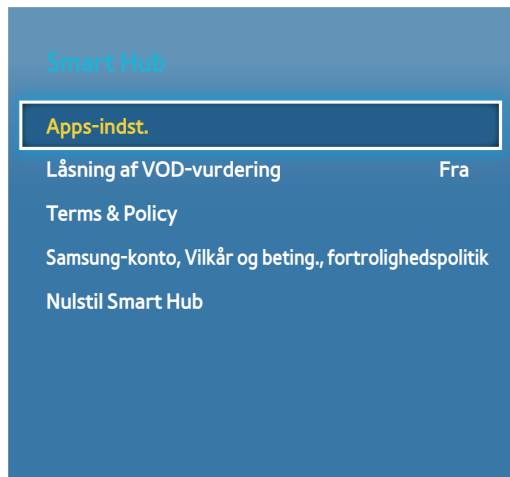 Smart Hub
Apps-indst.
Låsning af VOD-vurdering Fra
Terms & Policy
Samsung-konto, Vilkår og beting., fortrolighedspolitik
Nulstil Smart Hub